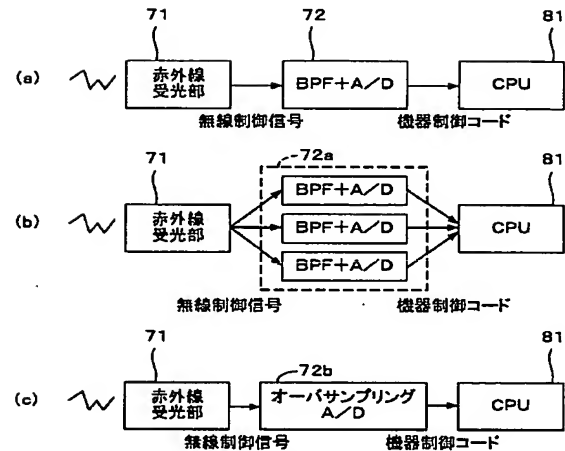 71 72 81
(a) 赤外線 受光部 BPF+A/D CPU
無線制御信号 機器制御コード
71 72a 81
BPF+A/D
(b) 赤外線 受光部 BPF+A/D CPU
BPF+A/D
無線制御信号 機器制御コード
71 72b 81
(c) 赤外線 受光部 オーバサンプリング A/D CPU
無線制御信号 機器制御コード